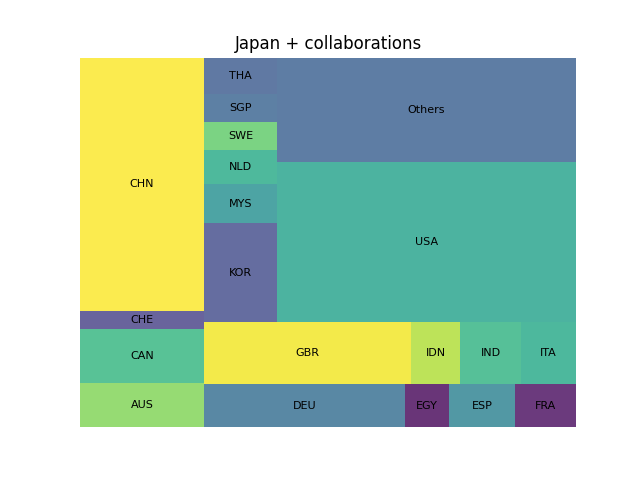 Japan + collaborations
THA
SGP
Others
SWE
NLD
CHN
MYS
USA
KOR
CHE
CAN
GBR
IDN
IND
ITA
AUS
DEU
EGY
ESP
FRA